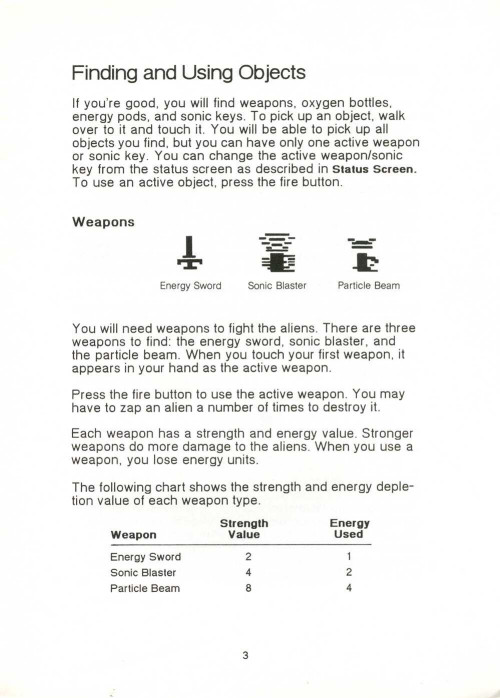 Finding and Using Objects
If you're good, you will find weapons, oxygen bottles,
energy pods, and sonic keys. To pick up an object, walk
over to it and touch it. You will be able to pick up all
objects you find, but you can have only one active weapon
or sonic key. You can change the active weapon/sonic
key from the status screen as described in Status Screen.
To use an active object, press the fire button.
Weapons
Energy Sword Sonic Blaster Particle Beam
You will need weapons to fight the aliens. There are three
weapons to find: the energy sword, sonic blaster, and
the particle beam. When you touch your first weapon, it
appears in your hand as the active weapon.
Press the fire button to use the active weapon. You may
have to zap an alien a number of times to destroy it.
Each weapon has a strength and energy value. Stronger
weapons do more damage to the aliens. When you use a
weapon, you lose energy units.
The following chart shows the strength and energy deple-
tion value of each weapon type.
Strength Energy
Weapon Value Used
Energy Sword 2 1
Sonic Blaster 4 2
Particle Beam 8 4
3